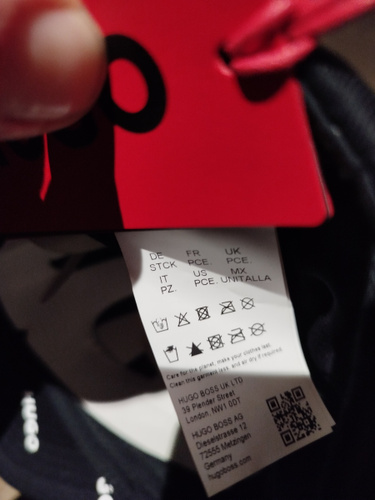 O
DE FR UK
STCK PCE. PCE.
IT US MX
PZ. PCE. UNITALLA
Care for the planet, make your clothes last.
Clean this garment less, and air dry if required.
HUGO BOSS UK LTD
39 Plender Street
London, NW1 0DT
HUGO BOSS AG
Dieselstrasse 12
72555 Metzingen
Germany
hugoboss.com